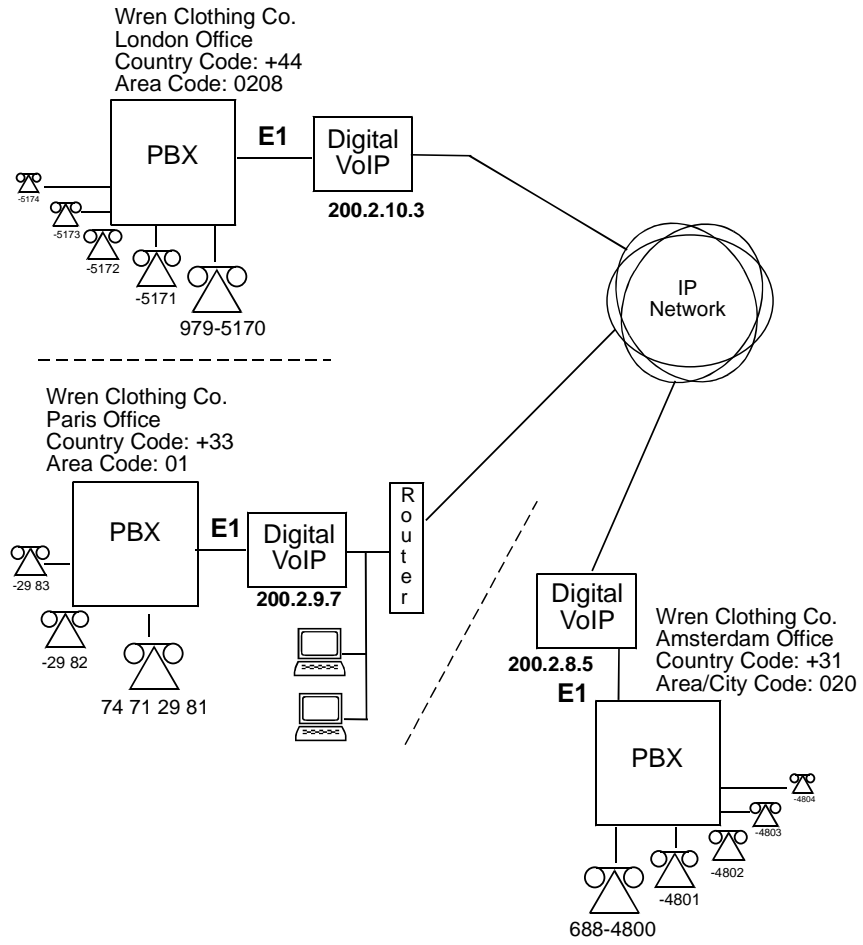 Wren Clothing Co.
London Office
Country Code: +44
Area Code: 0208
PBX
E1
Digital
VoIP
200.2.10.3
-5174
-5173
-5172
-5171
979-5170
IP
Network
Wren Clothing Co.
Paris Office
Country Code: +33
Area Code: 01
PBX
E1
Digital
VoIP
200.2.9.7
Router
-29 83
-29 82
74 71 29 81
Digital
VoIP
200.2.8.5
E1
Wren Clothing Co.
Amsterdam Office
Country Code: +31
Area/City Code: 020
PBX
-4804
-4803
-4802
-4801
688-4800